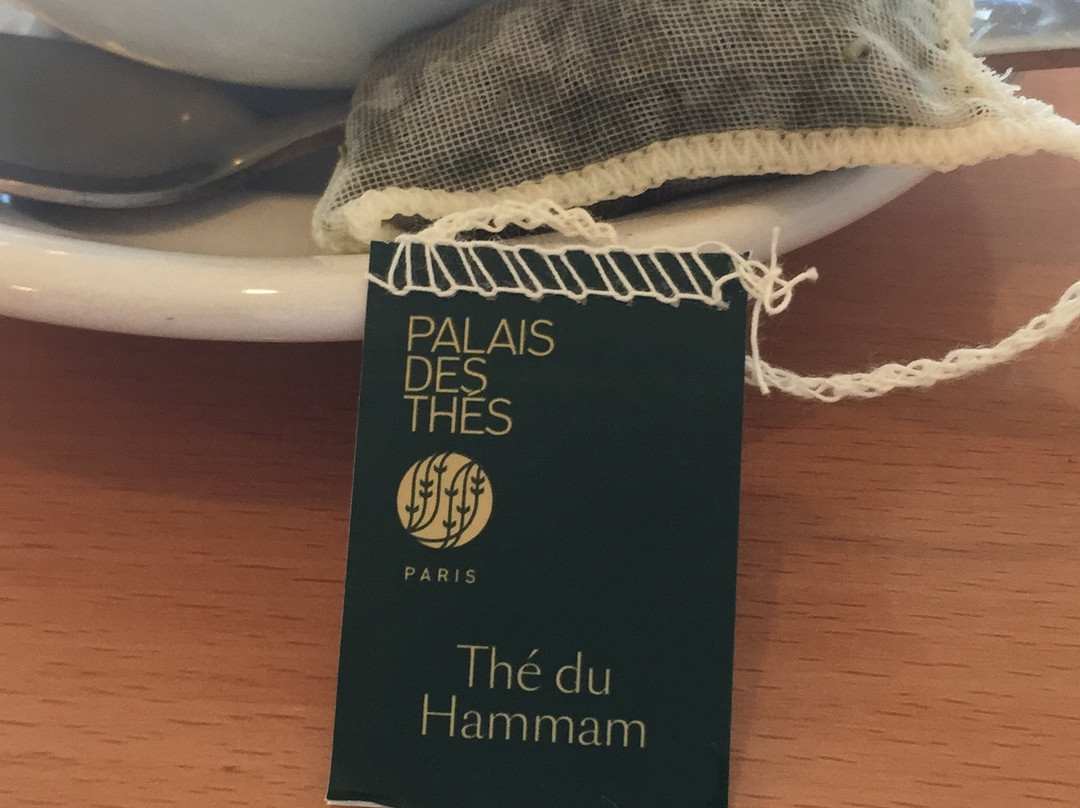 PALAIS
DES
THÉS
PARIS
Thé du
Hammam